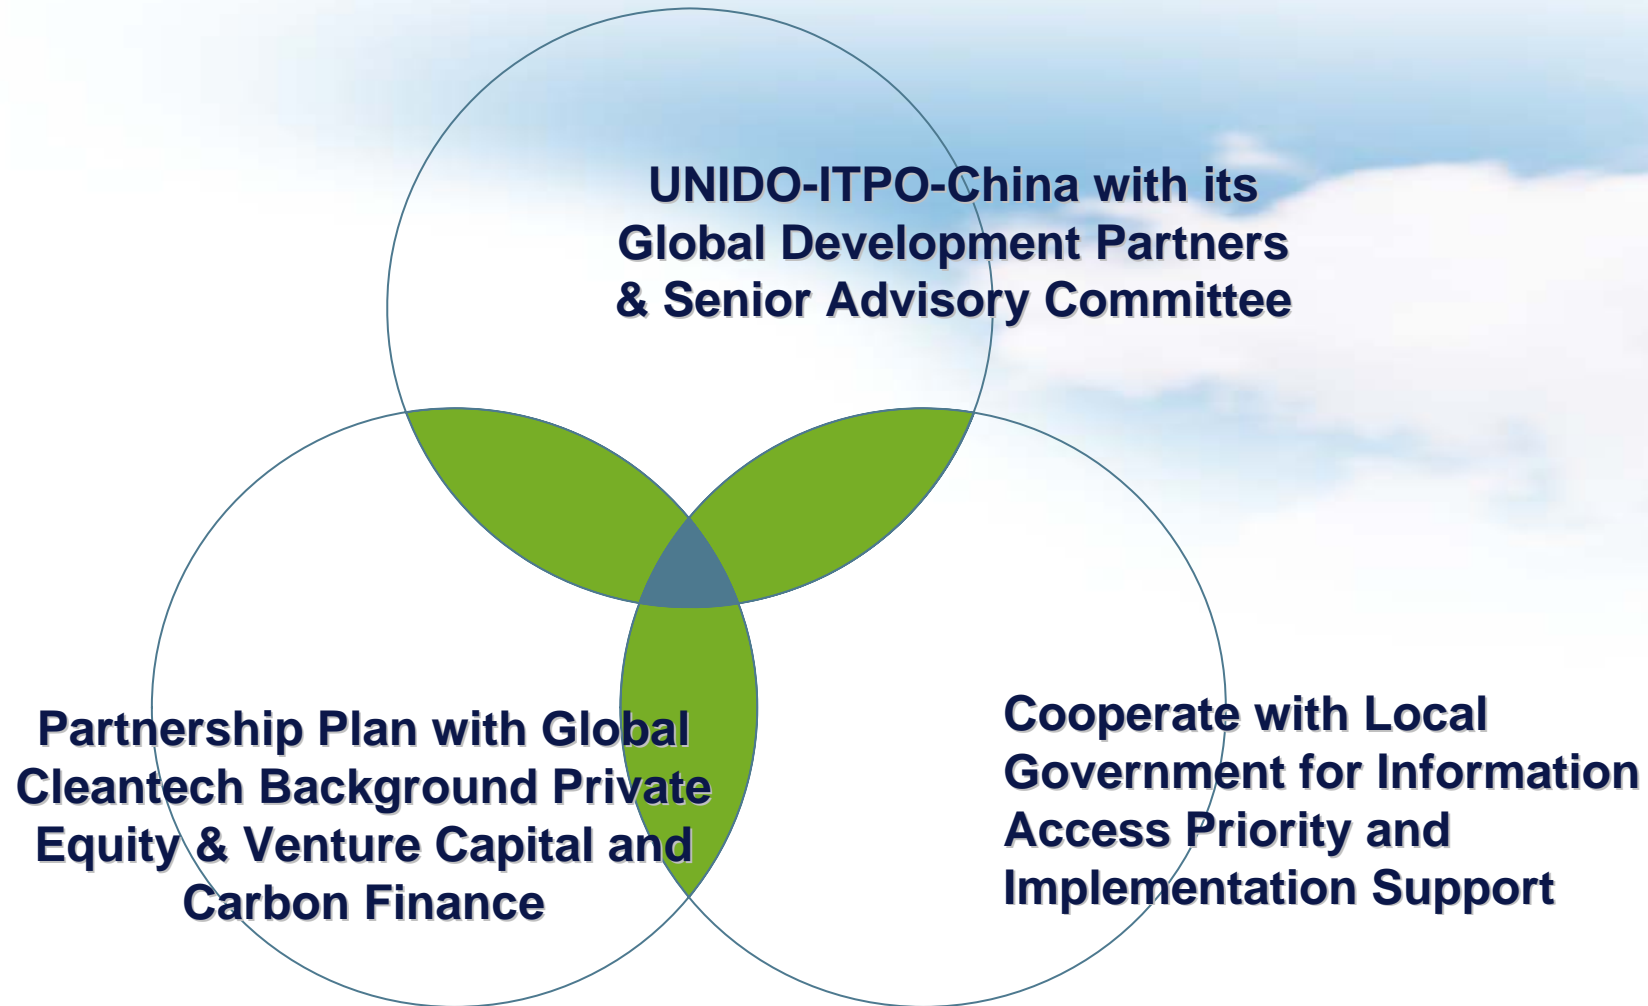 UNIDO-ITPO-China with its
Global Development Partners
& Senior Advisory Committee
Partnership Plan with Global
Cleantech Background Private
Equity & Venture Capital and
Carbon Finance
Cooperate with Local
Government for Information
Access Priority and
Implementation Support